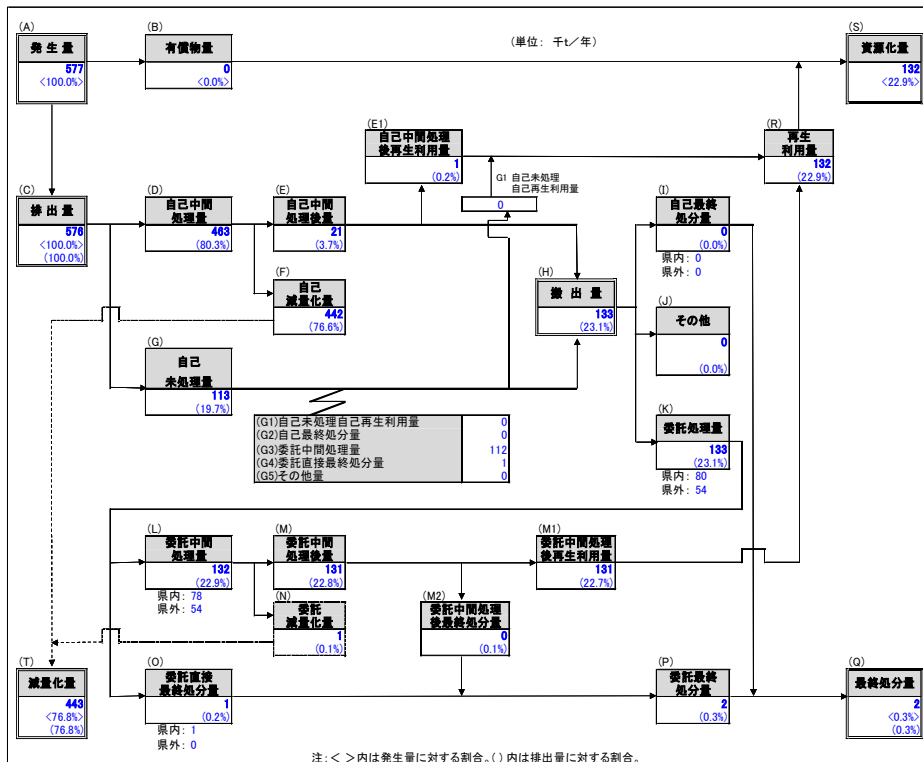 (A)
発 生 量
577
<100.0%>
(B)
有償物量
0
<0.0%>
(単位： 千t／年)
(S)
資源化量
132
<22.9%>
(E1)
自己中間処理
後再生利用量
1
(0.2%)
G1 自己未処理
自己再生利用量
0
(R)
再生
利用量
132
(22.9%)
(C)
排 出 量
576
<100.0%>
(100.0%)
(D)
自己中間
処理量
463
(80.3%)
(E)
自己中間
処理後量
21
(3.7%)
(F)
自己
減量化量
442
(76.6%)
(G)
自己
未処理量
113
(19.7%)
(H)
搬 出 量
133
(23.1%)
(I)
自己最終
処分量
0
(0.0%)
県内： 0
県外： 0
(J)
その他
0
(0.0%)
(K)
委託処理量
133
(23.1%)
県内： 80
県外： 54
(G1)自己未処理自己再生利用量 0
(G2)自己最終処分量 0
(G3)委託中間処理量 112
(G4)委託直接最終処分量 1
(G5)その他量 0
(L)
委託中間
処理量
132
(22.9%)
県内： 78
県外： 54
(M)
委託中間
処理後量
131
(22.8%)
(M1)
委託中間処理
後再生利用量
131
(22.7%)
(N)
委託
減量化量
1
(0.1%)
(M2)
委託中間処理
後最終処分量
0
(0.1%)
(T)
減量化量
443
<76.8%>
(76.8%)
(O)
委託直接
最終処分量
1
(0.2%)
県内： 1
県外： 0
(P)
委託最終
処分量
2
(0.3%)
(Q)
最終処分量
2
<0.3%>
(0.3%)
注：＜ ＞内は発生量に対する割合。( )内は排出量に対する割合。